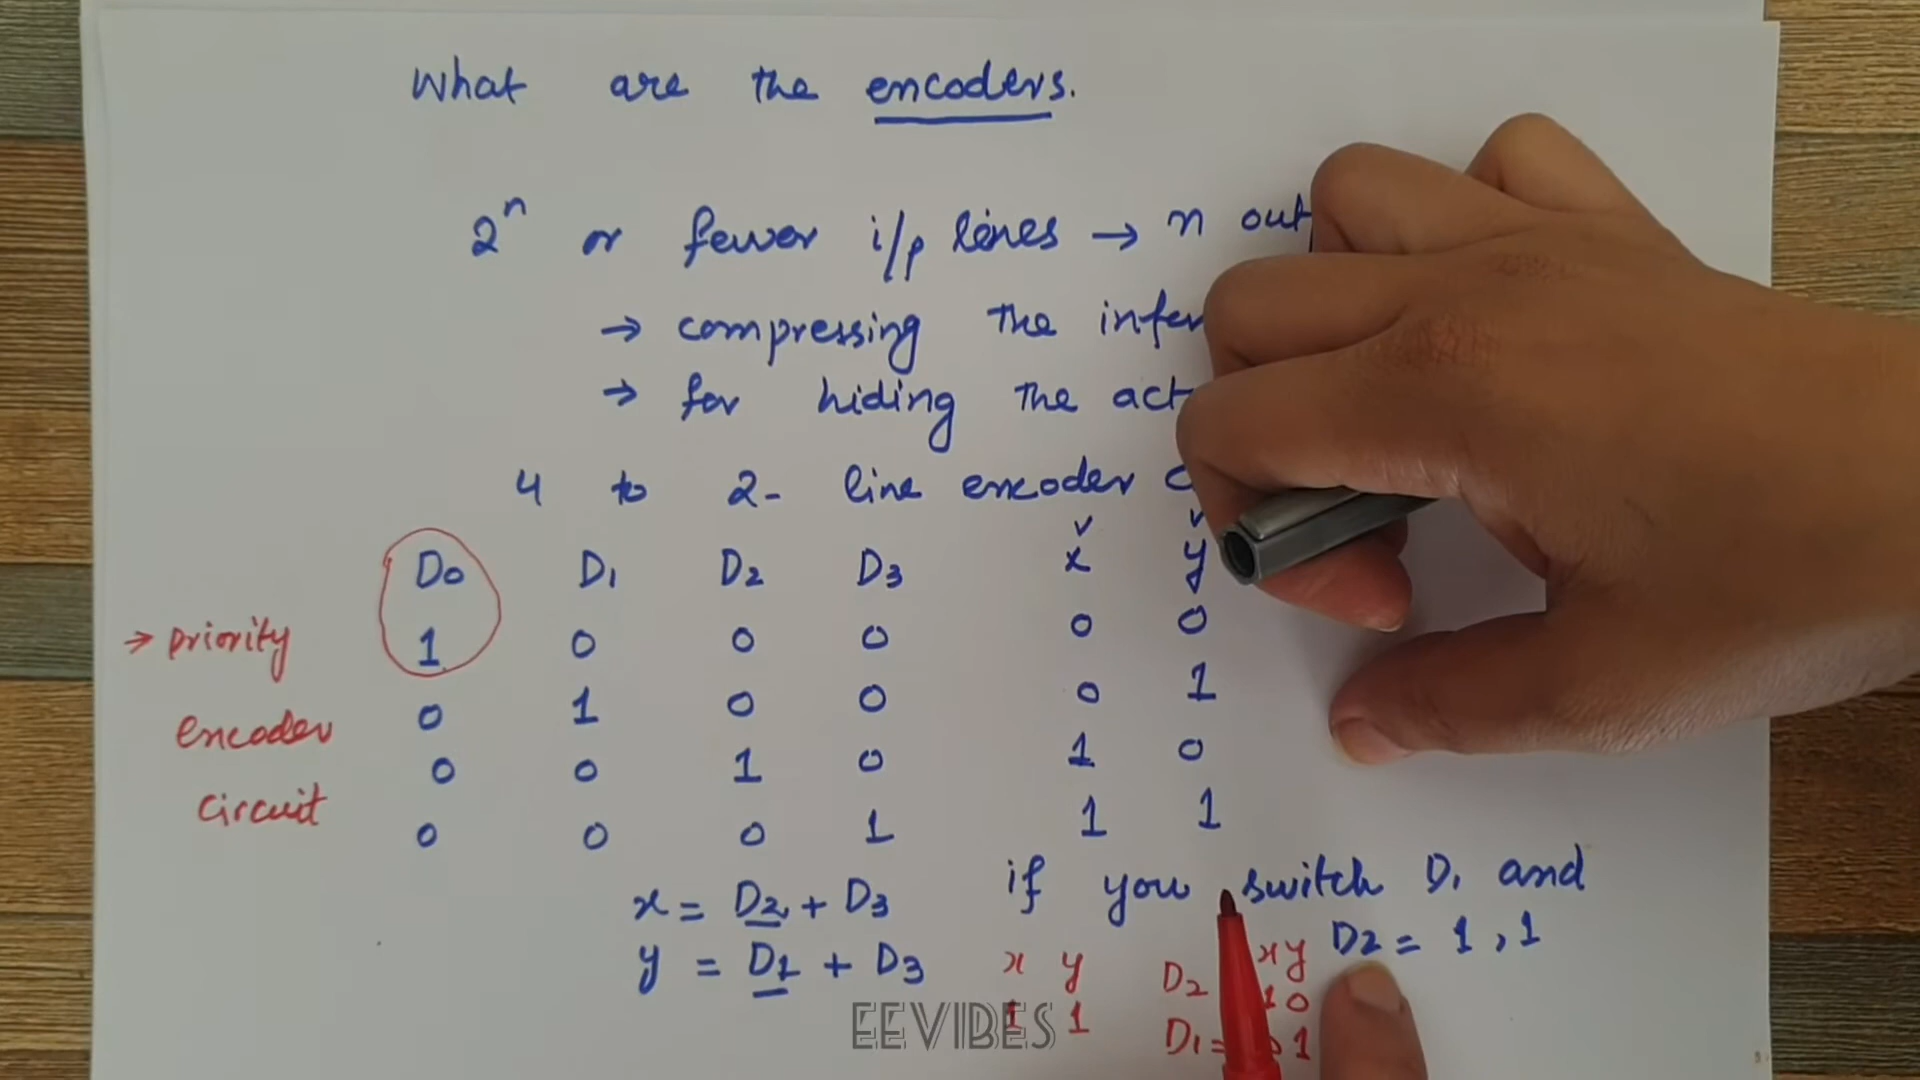 What are the encoders.
2ⁿ or fewer i/p lines → n out
→ compressing the infor
→ for hiding the act
4 to 2- line encoder
D0 D1 D2 D3 x y
→ Priority 1 0 0 0 0 0
encoder 0 1 0 0 0 1
0 0 1 0 1 0
Circuit
0 0 0 1 1 1
x = D2 + D3
y = D1 + D3
if you switch D1 and
D2 = 1, 1
x y
1 1
x y
D2 10
D1= 1
EEVIBES